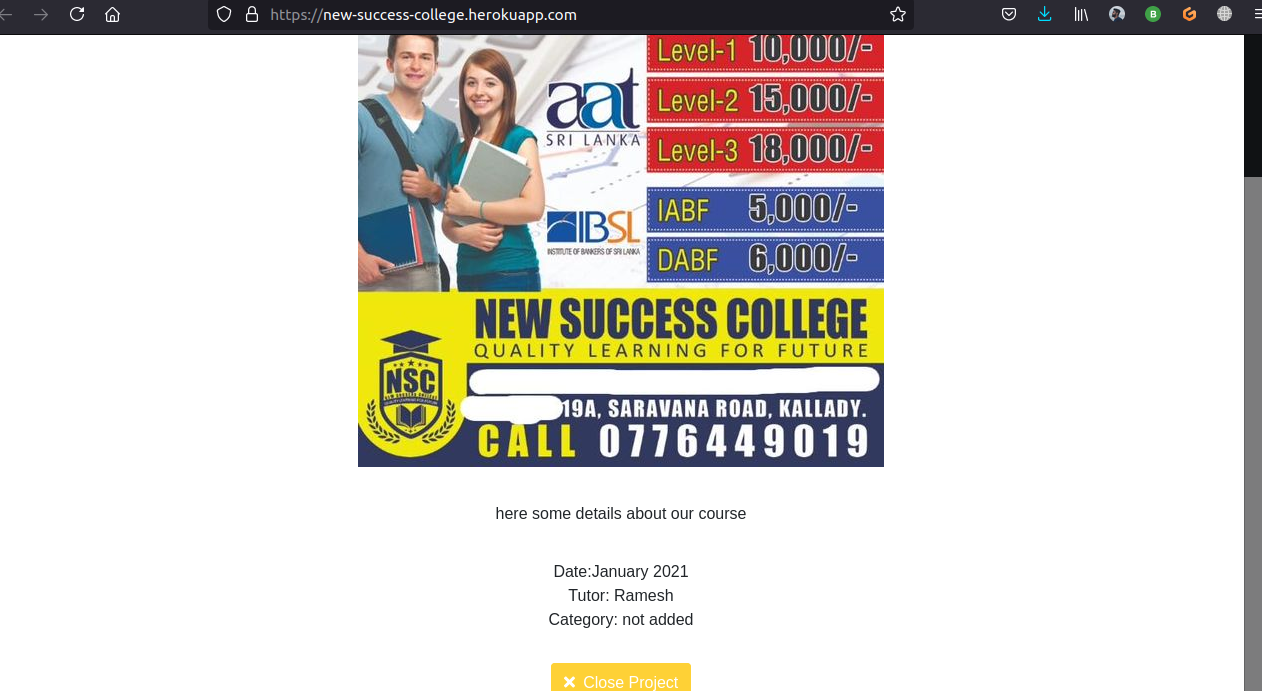 https://new-success-college.herokuapp.com
Level-1 10,000/-
aat
SRI LANKA
Level-2 15,000/-
Level-3 18,000/-
IBSL
INSTITUTE OF BANKERS OF SRI LANKA
IABF 5,000/-
DABF 6,000/-
NEW SUCCESS COLLEGE
QUALITY LEARNING FOR FUTURE
NSC
NEW SUCCESS COLLEGE
19A, SARAVANA ROAD, KALLADY.
CALL 0776449019
here some details about our course
Date:January 2021
Tutor: Ramesh
Category: not added
Close Project